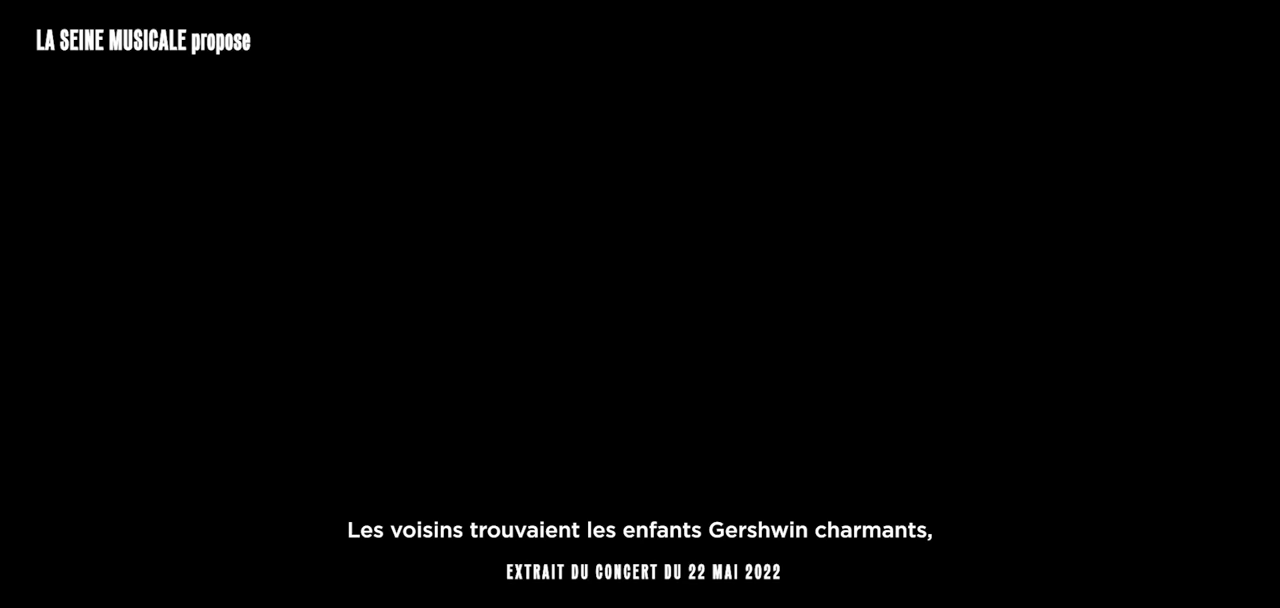 LA SEINE MUSICALE propose
Les voisins trouvaient les enfants Gershwin charmants,
EXTRAIT DU CONCERT DU 22 MAI 2022